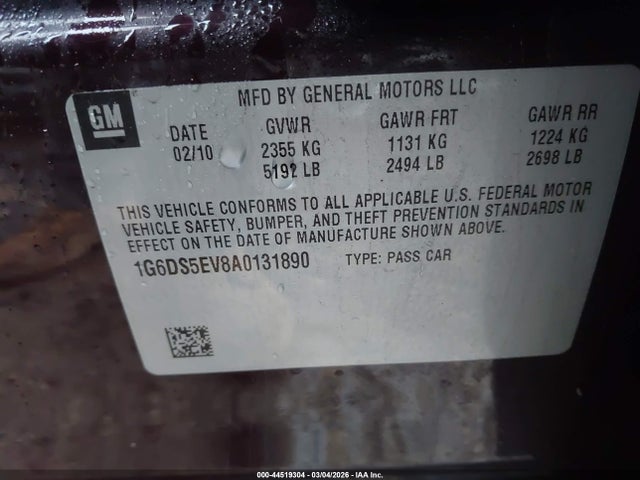 MFD BY GENERAL MOTORS LLC
GM
DATE GVWR GAWR FRT GAWR RR
02/10 2355 KG 1131 KG 1224 KG
5192 LB 2494 LB 2698 LB
THIS VEHICLE CONFORMS TO ALL APPLICABLE U.S. FEDERAL MOTOR
VEHICLE SAFETY, BUMPER, AND THEFT PREVENTION STANDARDS IN
EFFECT ON THE DATE OF MANUFACTURE SHOWN ABOVE.
1G6DS5EV8A0131890 TYPE: PASS CAR
000-44519304 - 03/04/2026 - IAA Inc.